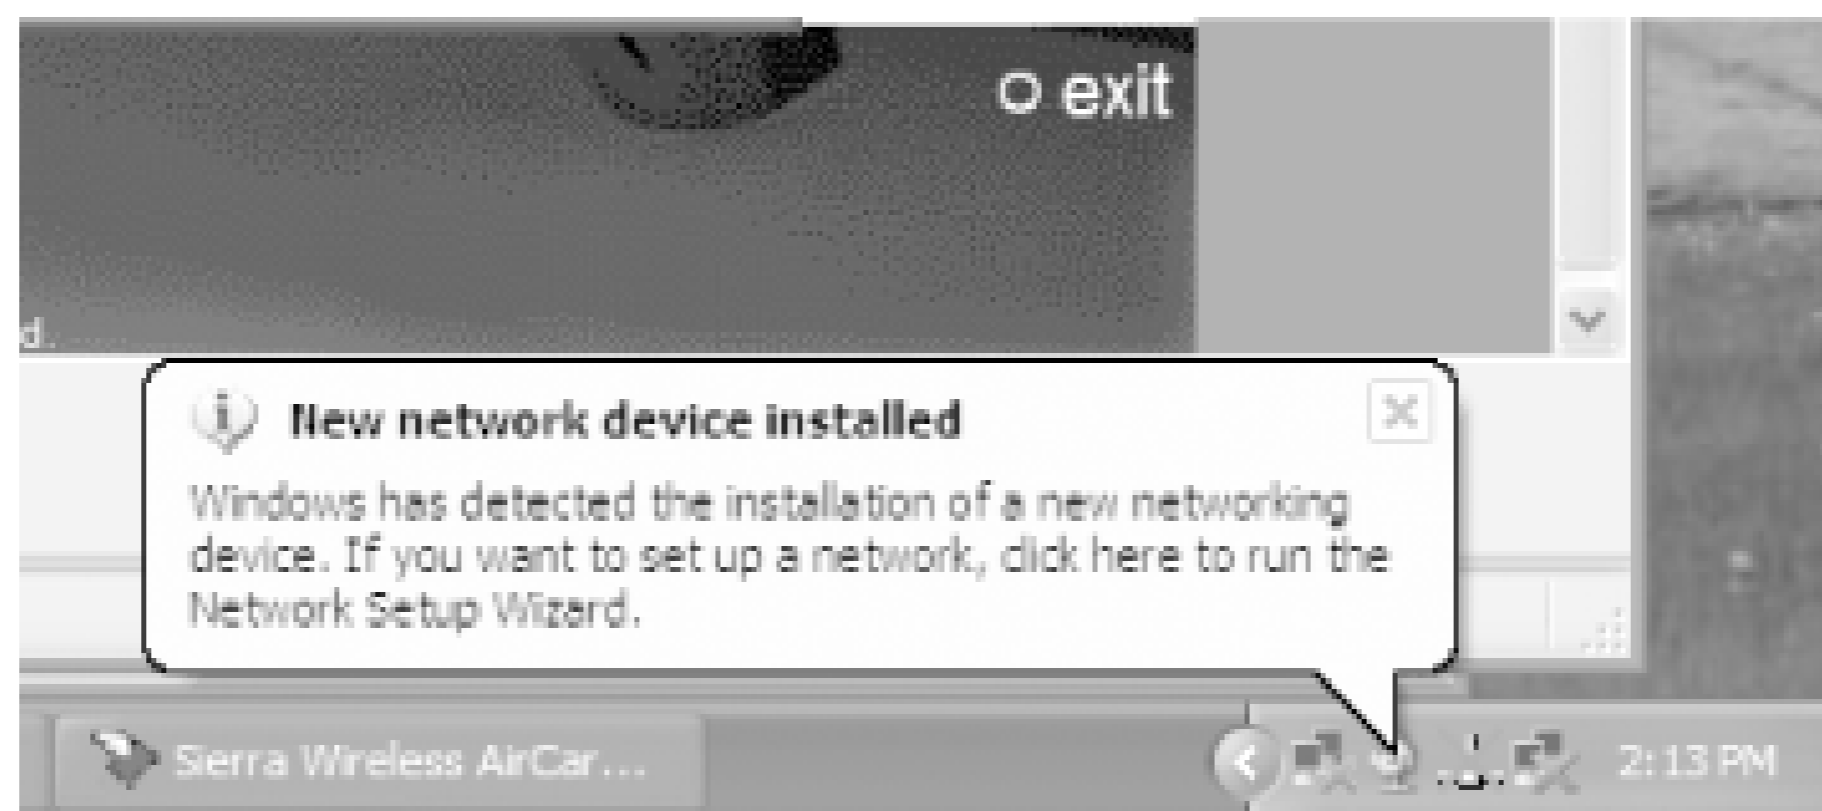 exit
d.
New network device installed
Windows has detected the installation of a new networking
device. If you want to set up a network, click here to run the
Network Setup Wizard.
Sierra Wireless AirCar...
2:13 PM